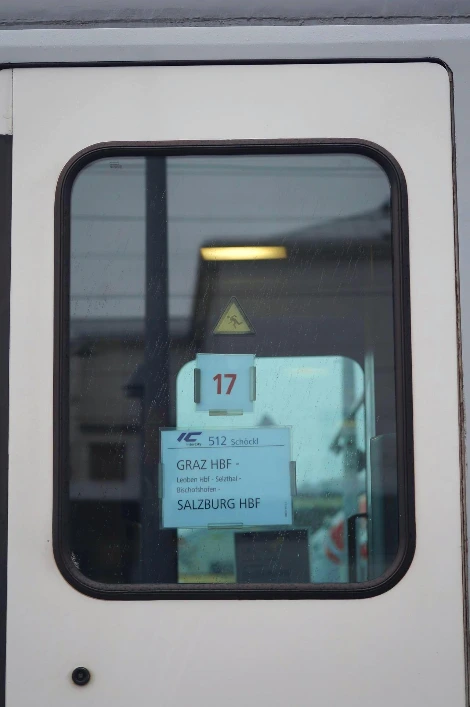 17
IC 512 Schöckl
GRAZ HBF -
Leoben Hbf - Selzthal -
Bischofshofen -
SALZBURG HBF